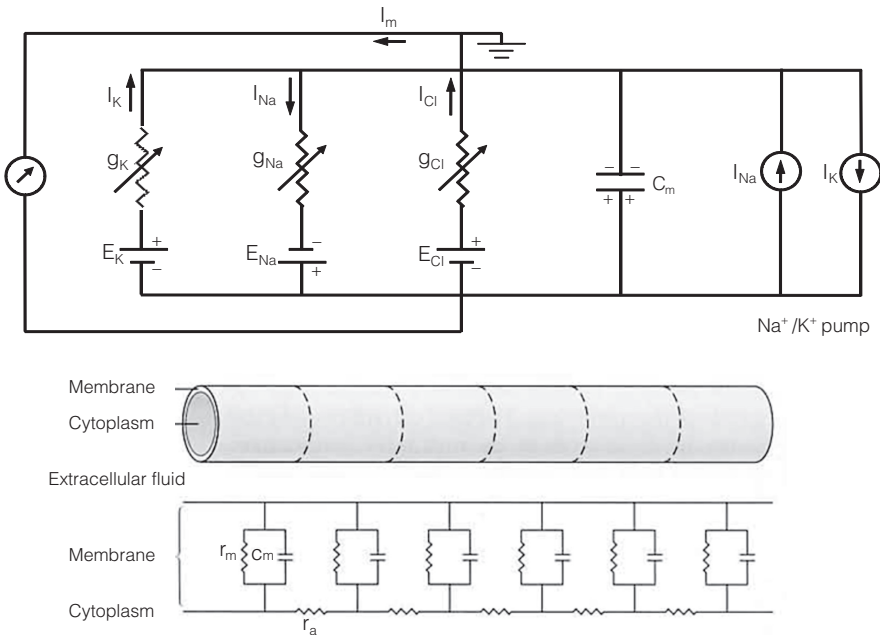 I_m
I_K
I_Na
I_Cl
g_K
g_Na
g_Cl
C_m
I_Na
I_K
− −
+ +
E_K
+
−
E_Na
−
+
E_Cl
+
−
Na⁺/K⁺ pump
Membrane
Cytoplasm
Extracellular fluid
Membrane
r_m
C_m
Cytoplasm
r_a